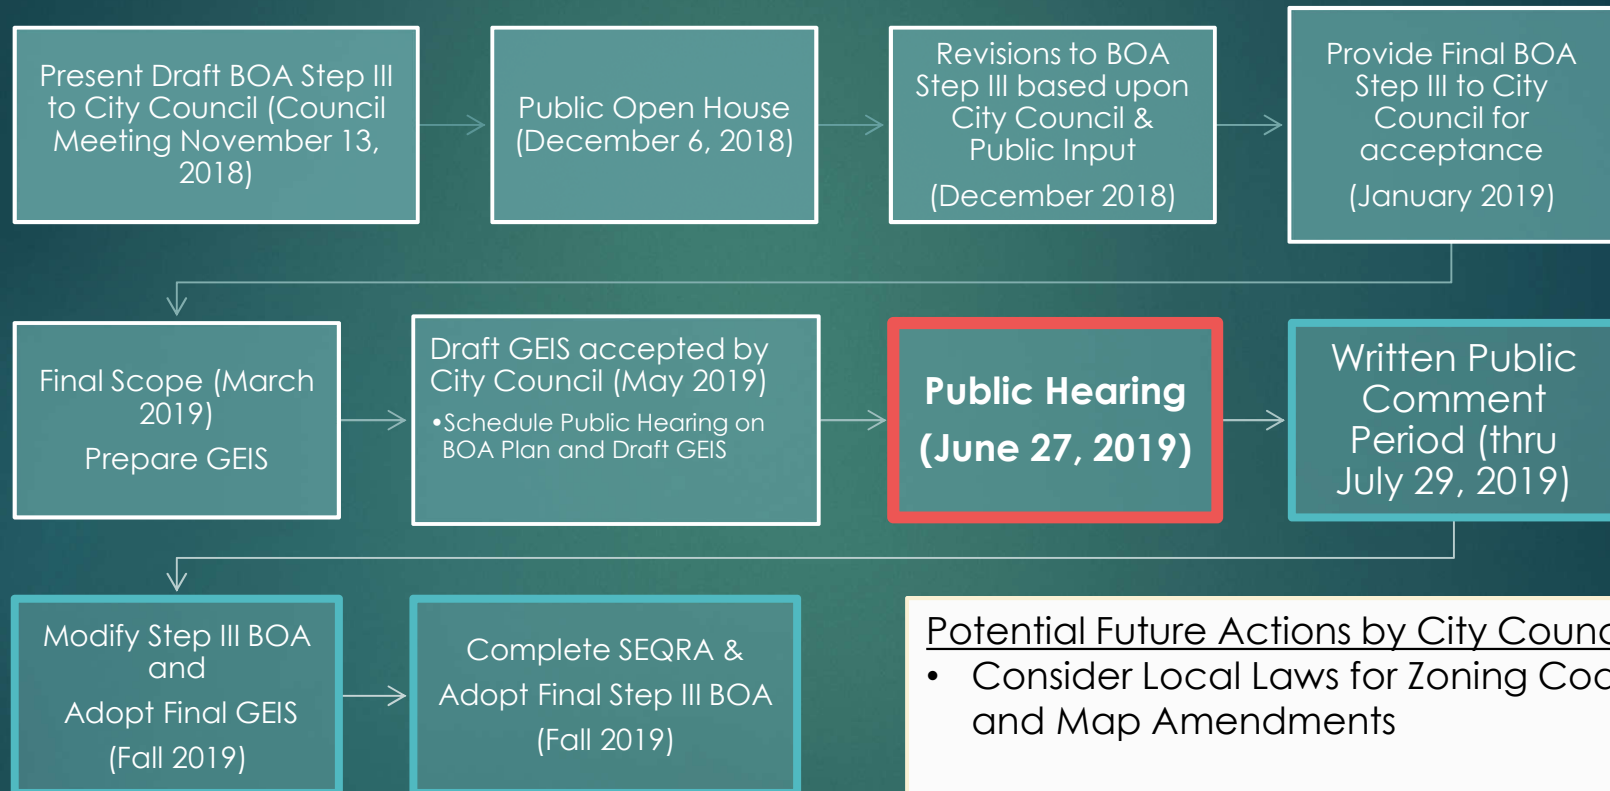 Present Draft BOA Step III
to City Council (Council
Meeting November 13,
2018)
Public Open House
(December 6, 2018)
Revisions to BOA
Step III based upon
City Council &
Public Input
(December 2018)
Provide Final BOA
Step III to City
Council for
acceptance
(January 2019)
Final Scope (March
2019)
Prepare GEIS
Draft GEIS accepted by
City Council (May 2019)
•Schedule Public Hearing on
BOA Plan and Draft GEIS
Public Hearing
(June 27, 2019)
Written Public
Comment
Period (thru
July 29, 2019)
Modify Step III BOA
and
Adopt Final GEIS
(Fall 2019)
Complete SEQRA &
Adopt Final Step III BOA
(Fall 2019)
Potential Future Actions by City
• Consider Local Laws for Zoning
and Map Amendments